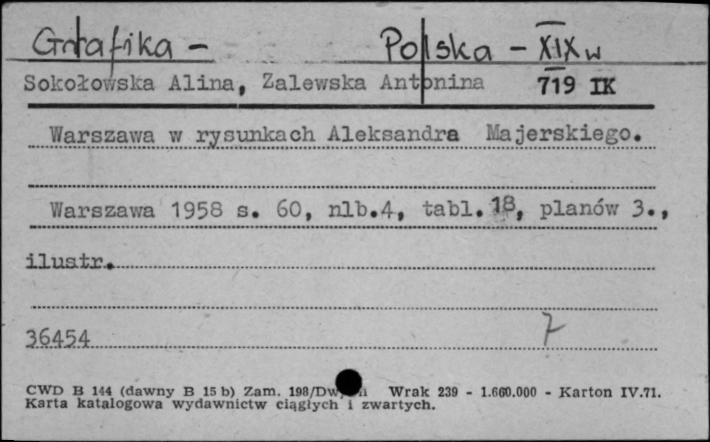 Grafika - Polska - XIX w
Sokołowska Alina, Zalewska Antonina 719 IK
Warszawa w rysunkach Aleksandra Majerskiego.
Warszawa 1958 s. 60, nlb.4, tabl. 18, planów 3.,
ilustr.
36454 7
CWD B 144 (dawny B 15 b) Zam. 198/Dw Wrak 239 - 1.660.000 - Karton IV.71.
Karta katalogowa wydawnictw ciągłych i zwartych.